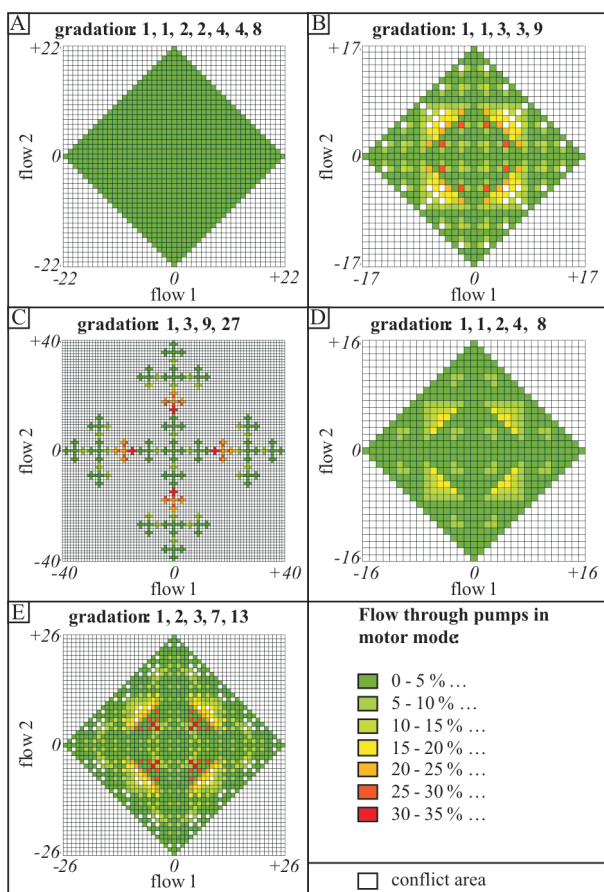 A
gradation: 1, 1, 2, 2, 4, 4, 8
+22
flow 2
0
-22
-22
0
+22
flow 1
B
gradation: 1, 1, 3, 3, 9
+17
flow 2
0
-17
-17
0
+17
flow 1
C
gradation: 1, 3, 9, 27
+40
flow 2
0
-40
-40
0
+40
flow 1
D
gradation: 1, 1, 2, 4, 8
+16
flow 2
0
-16
-16
0
+16
flow 1
E
gradation: 1, 2, 3, 7, 13
+26
flow 2
0
-26
-26
0
+26
flow 1
Flow through pumps in
motor mode:
0 - 5 % ...
5 - 10 % ...
10 - 15 % ...
15 - 20 % ...
20 - 25 % ...
25 - 30 % ...
30 - 35 % ...
conflict area